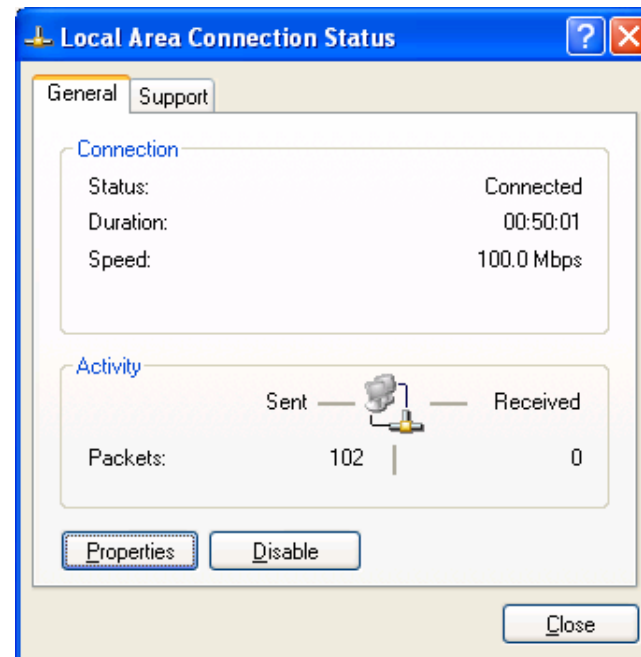 Local Area Connection Status
General Support
Connection
Status: Connected
Duration: 00:50:01
Speed: 100.0 Mbps
Activity
Sent Received
Packets: 102 0
Properties Disable
Close